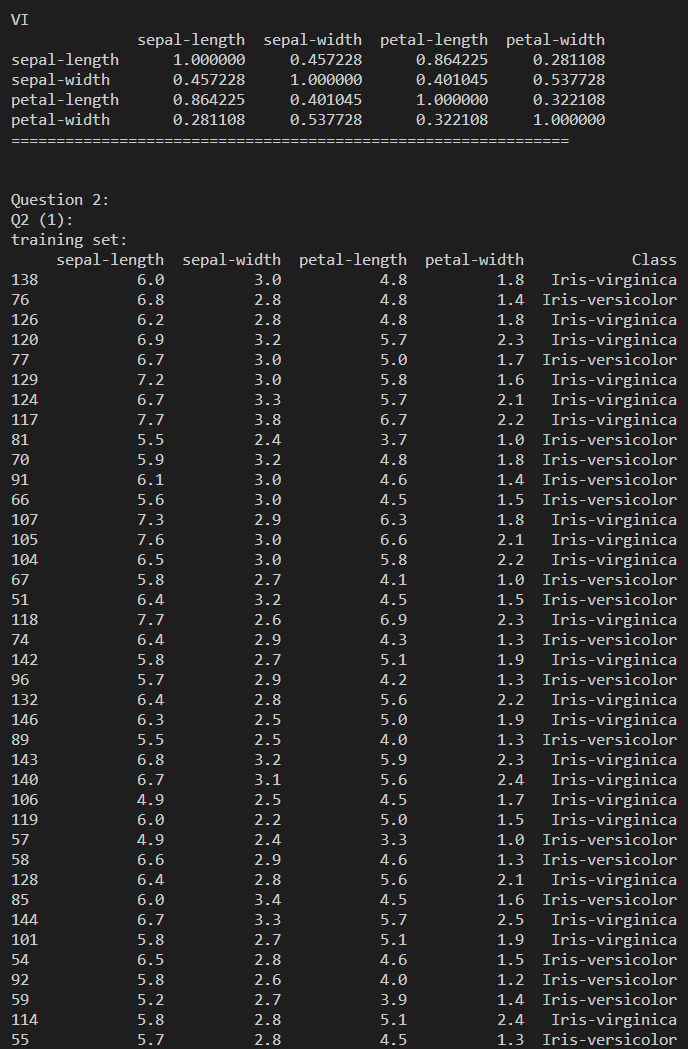 VI
              sepal-length  sepal-width  petal-length  petal-width
sepal-length      1.000000     0.457228      0.864225     0.281108
sepal-width       0.457228     1.000000      0.401045     0.537728
petal-length      0.864225     0.401045      1.000000     0.322108
petal-width       0.281108     0.537728      0.322108     1.000000
==============================================================
Question 2:
Q2 (1):
training set:
     sepal-length  sepal-width  petal-length  petal-width            Class
138           6.0          3.0           4.8          1.8   Iris-virginica
76            6.8          2.8           4.8          1.4  Iris-versicolor
126           6.2          2.8           4.8          1.8   Iris-virginica
120           6.9          3.2           5.7          2.3   Iris-virginica
77            6.7          3.0           5.0          1.7  Iris-versicolor
129           7.2          3.0           5.8          1.6   Iris-virginica
124           6.7          3.3           5.7          2.1   Iris-virginica
117           7.7          3.8           6.7          2.2   Iris-virginica
81            5.5          2.4           3.7          1.0  Iris-versicolor
70            5.9          3.2           4.8          1.8  Iris-versicolor
91            6.1          3.0           4.6          1.4  Iris-versicolor
66            5.6          3.0           4.5          1.5  Iris-versicolor
107           7.3          2.9           6.3          1.8   Iris-virginica
105           7.6          3.0           6.6          2.1   Iris-virginica
104           6.5          3.0           5.8          2.2   Iris-virginica
67            5.8          2.7           4.1          1.0  Iris-versicolor
51            6.4          3.2           4.5          1.5  Iris-versicolor
118           7.7          2.6           6.9          2.3   Iris-virginica
74            6.4          2.9           4.3          1.3  Iris-versicolor
142           5.8          2.7           5.1          1.9   Iris-virginica
96            5.7          2.9           4.2          1.3  Iris-versicolor
132           6.4          2.8           5.6          2.2   Iris-virginica
146           6.3          2.5           5.0          1.9   Iris-virginica
89            5.5          2.5           4.0          1.3  Iris-versicolor
143           6.8          3.2           5.9          2.3   Iris-virginica
140           6.7          3.1           5.6          2.4   Iris-virginica
106           4.9          2.5           4.5          1.7   Iris-virginica
119           6.0          2.2           5.0          1.5   Iris-virginica
57            4.9          2.4           3.3          1.0  Iris-versicolor
58            6.6          2.9           4.6          1.3  Iris-versicolor
128           6.4          2.8           5.6          2.1   Iris-virginica
85            6.0          3.4           4.5          1.6  Iris-versicolor
144           6.7          3.3           5.7          2.5   Iris-virginica
101           5.8          2.7           5.1          1.9   Iris-virginica
54            6.5          2.8           4.6          1.5  Iris-versicolor
92            5.8          2.6           4.0          1.2  Iris-versicolor
59            5.2          2.7           3.9          1.4  Iris-versicolor
114           5.8          2.8           5.1          2.4   Iris-virginica
55            5.7          2.8           4.5          1.3  Iris-versicolor